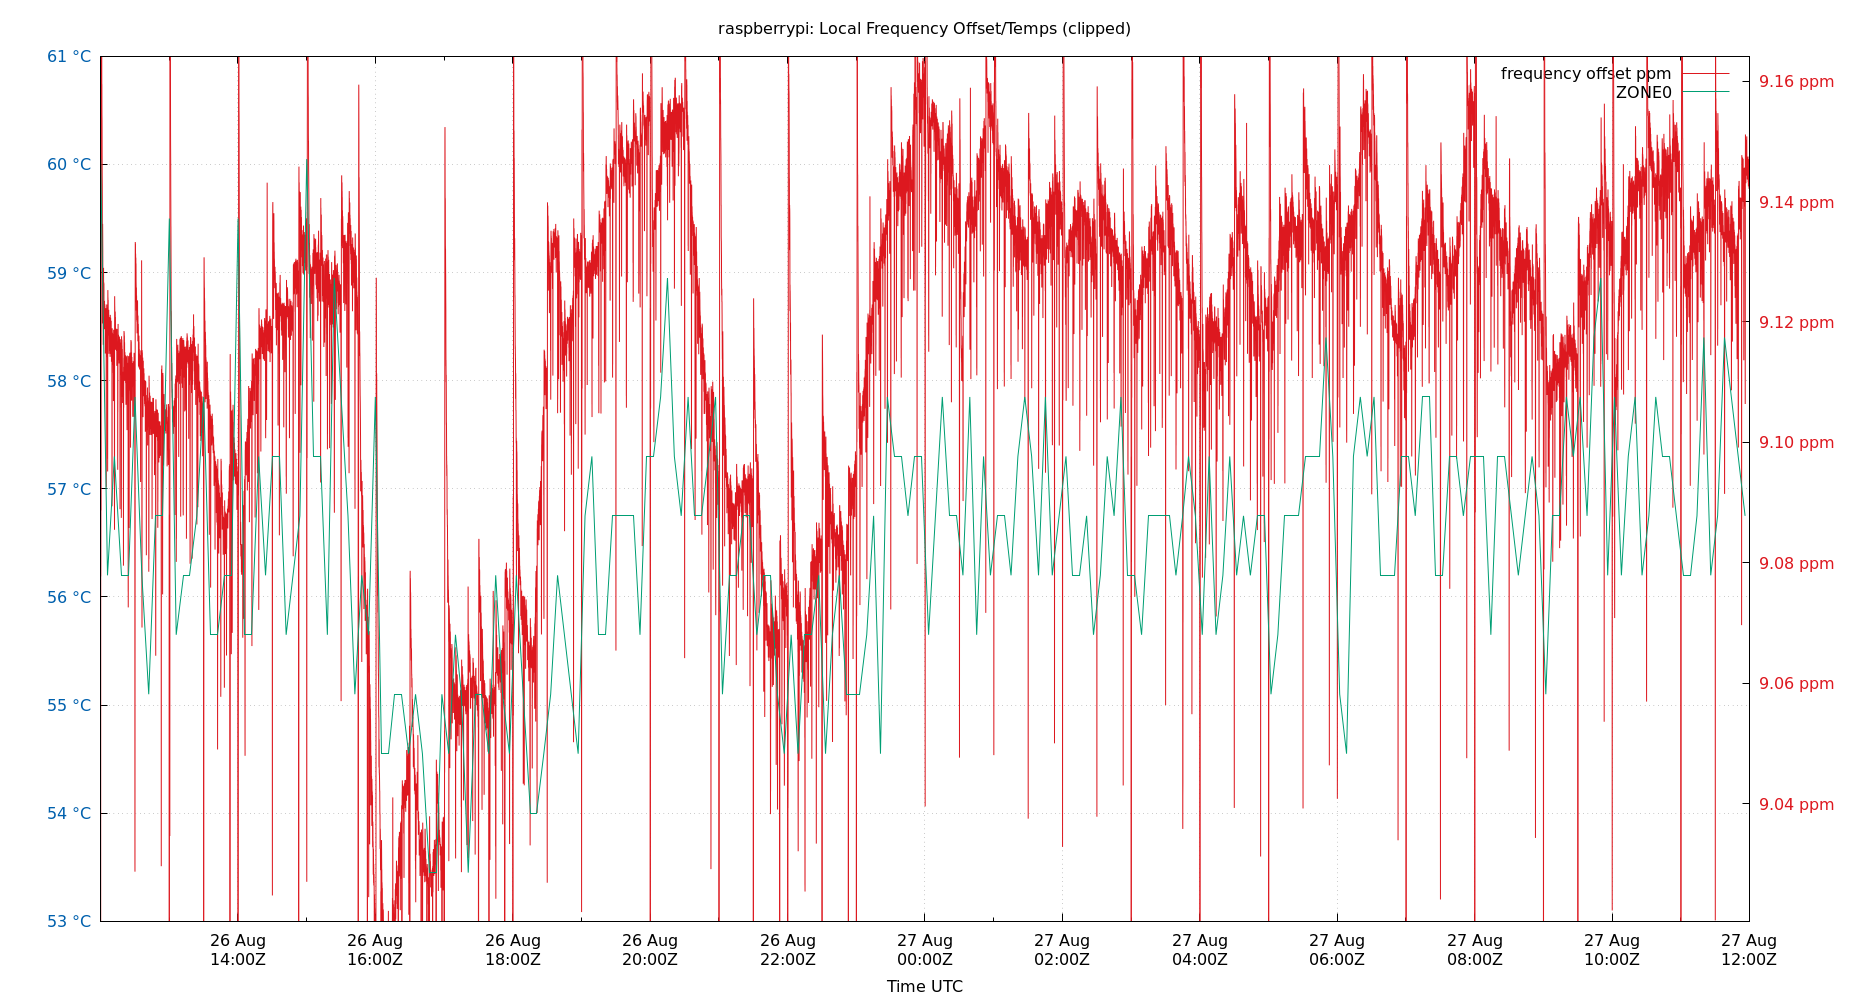 raspberrypi: Local Frequency Offset/Temps (clipped)
61 °C
60 °C
59 °C
58 °C
57 °C
56 °C
55 °C
54 °C
53 °C
frequency offset ppm
ZONE0
9.16 ppm
9.14 ppm
9.12 ppm
9.10 ppm
9.08 ppm
9.06 ppm
9.04 ppm
26 Aug
14:00Z
26 Aug
16:00Z
26 Aug
18:00Z
26 Aug
20:00Z
26 Aug
22:00Z
27 Aug
00:00Z
27 Aug
02:00Z
27 Aug
04:00Z
27 Aug
06:00Z
27 Aug
08:00Z
27 Aug
10:00Z
27 Aug
12:00Z
Time UTC